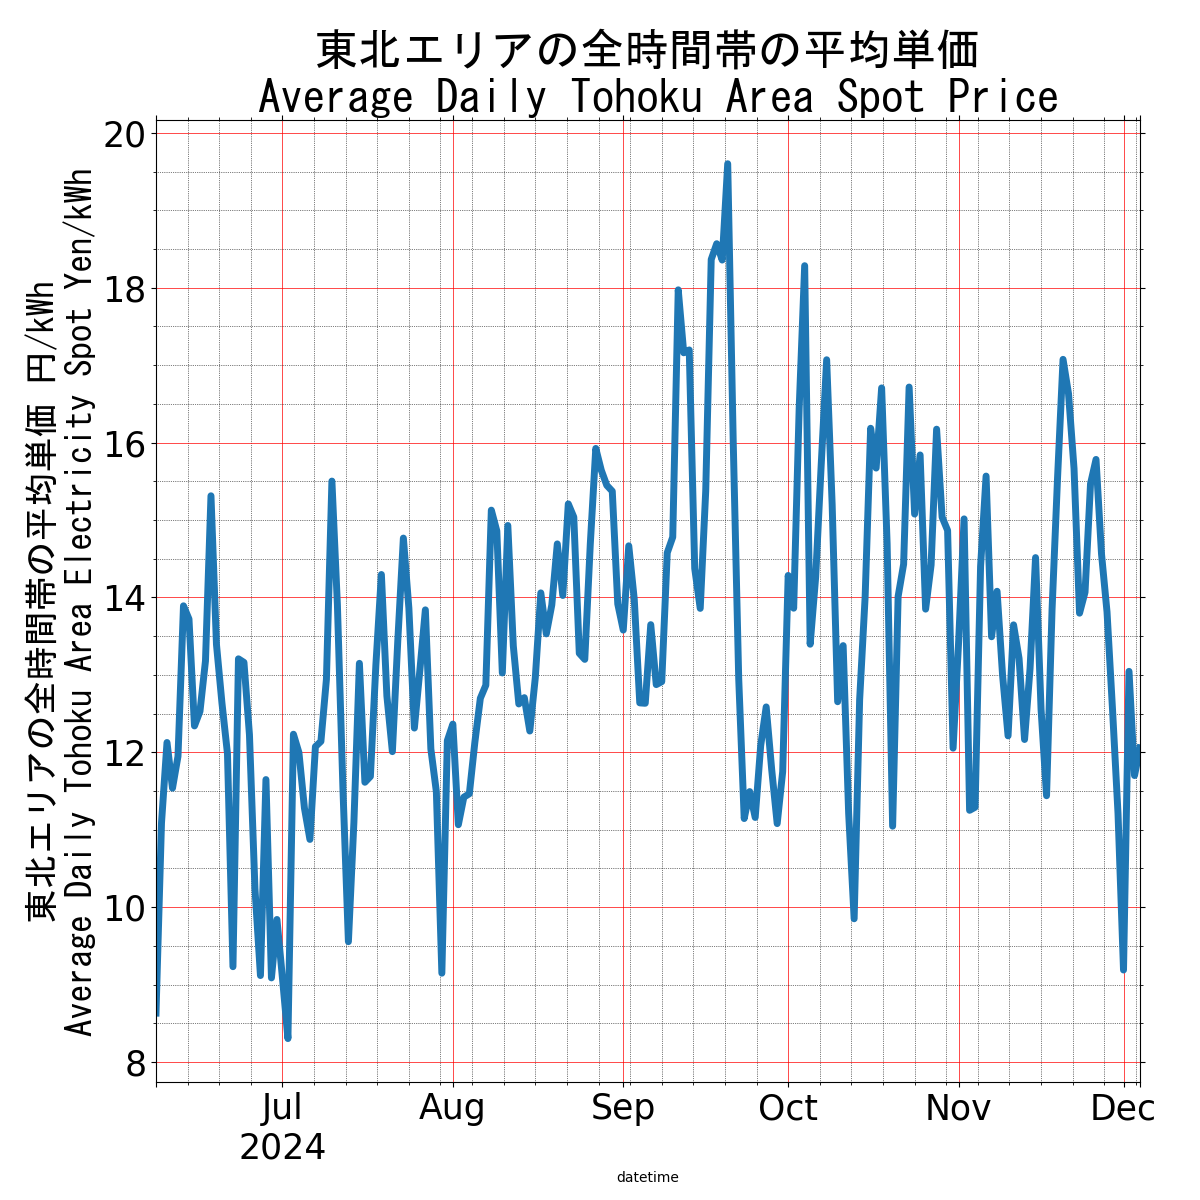 東北エリアの全時間帯の平均単価
Average Daily Tohoku Area Spot Price
東北エリアの全時間帯の平均単価 円/kWh
Average Daily Tohoku Area Electricity Spot Yen/kWh
20
18
16
14
12
10
8
Jul
2024
Aug
Sep
Oct
Nov
Dec
datetime